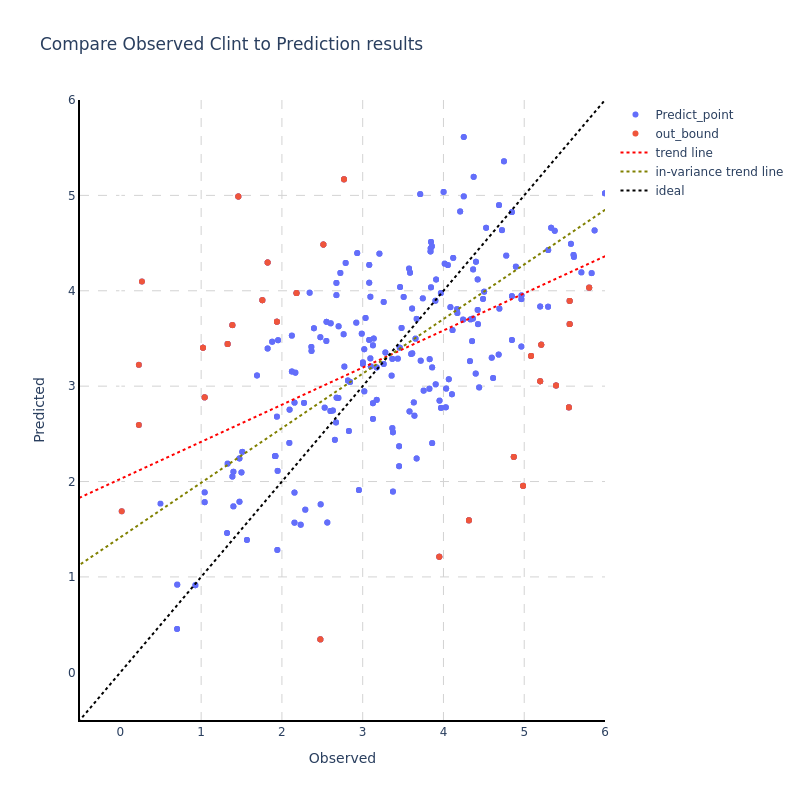 Compare Observed Clint to Prediction results
Predict_point
out_bound
trend line
in-variance trend line
ideal
6
5
4
3
2
1
0
Predicted
0 1 2 3 4 5 6
Observed